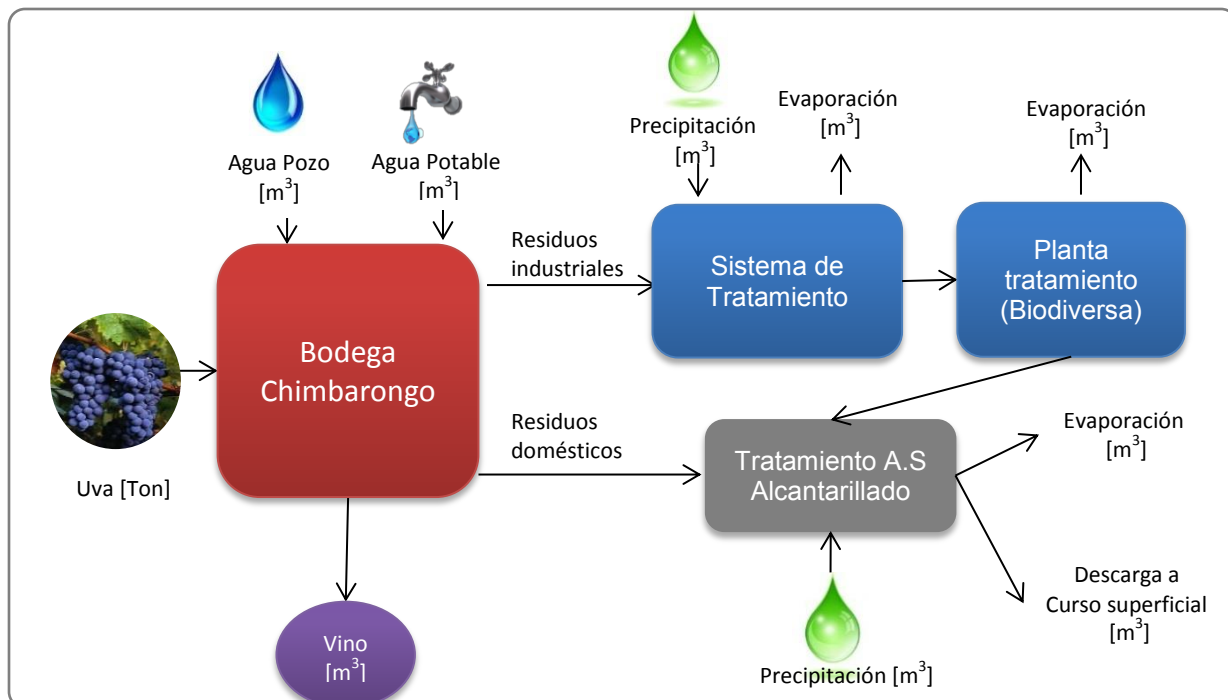 Agua Pozo
[m³]
Agua Potable
[m³]
Precipitación
[m³]
Evaporación
[m³]
Evaporación
[m³]
Uva [Ton]
Bodega
Chimbarongo
Residuos
industriales
Sistema de
Tratamiento
Planta
tratamiento
(Biodiversa)
Residuos
domésticos
Tratamiento A.S
Alcantarillado
Evaporación
[m³]
Descarga a
Curso superficial
[m³]
Precipitación [m³]
Vino
[m³]